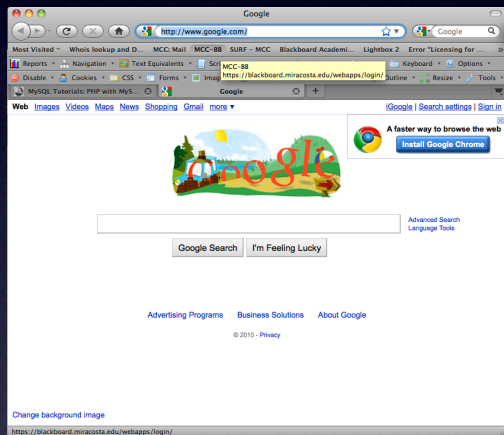 Google
http://www.google.com/
Google
Most Visited Whois lookup and D... MCC: Mail MCC-BB SURF - MCC Blackboard Academi... Lightbox 2 Error "Licensing for ...
Reports Navigation Text Equivalents Scri Keyboard Options
MCC-BB
https://blackboard.miracosta.edu/webapps/login/
Disable Cookies CSS Forms Imag Outline Resize Tools
MySQL Tutorials: PHP with MyS... Google
Web Images Videos Maps News Shopping Gmail more ▼ iGoogle | Search settings | Sign in
A faster way to browse the web
Install Google Chrome
Google
Advanced Search
Language Tools
Google Search I'm Feeling Lucky
Advertising Programs Business Solutions About Google
© 2010 - Privacy
Change background image
https://blackboard.miracosta.edu/webapps/login/